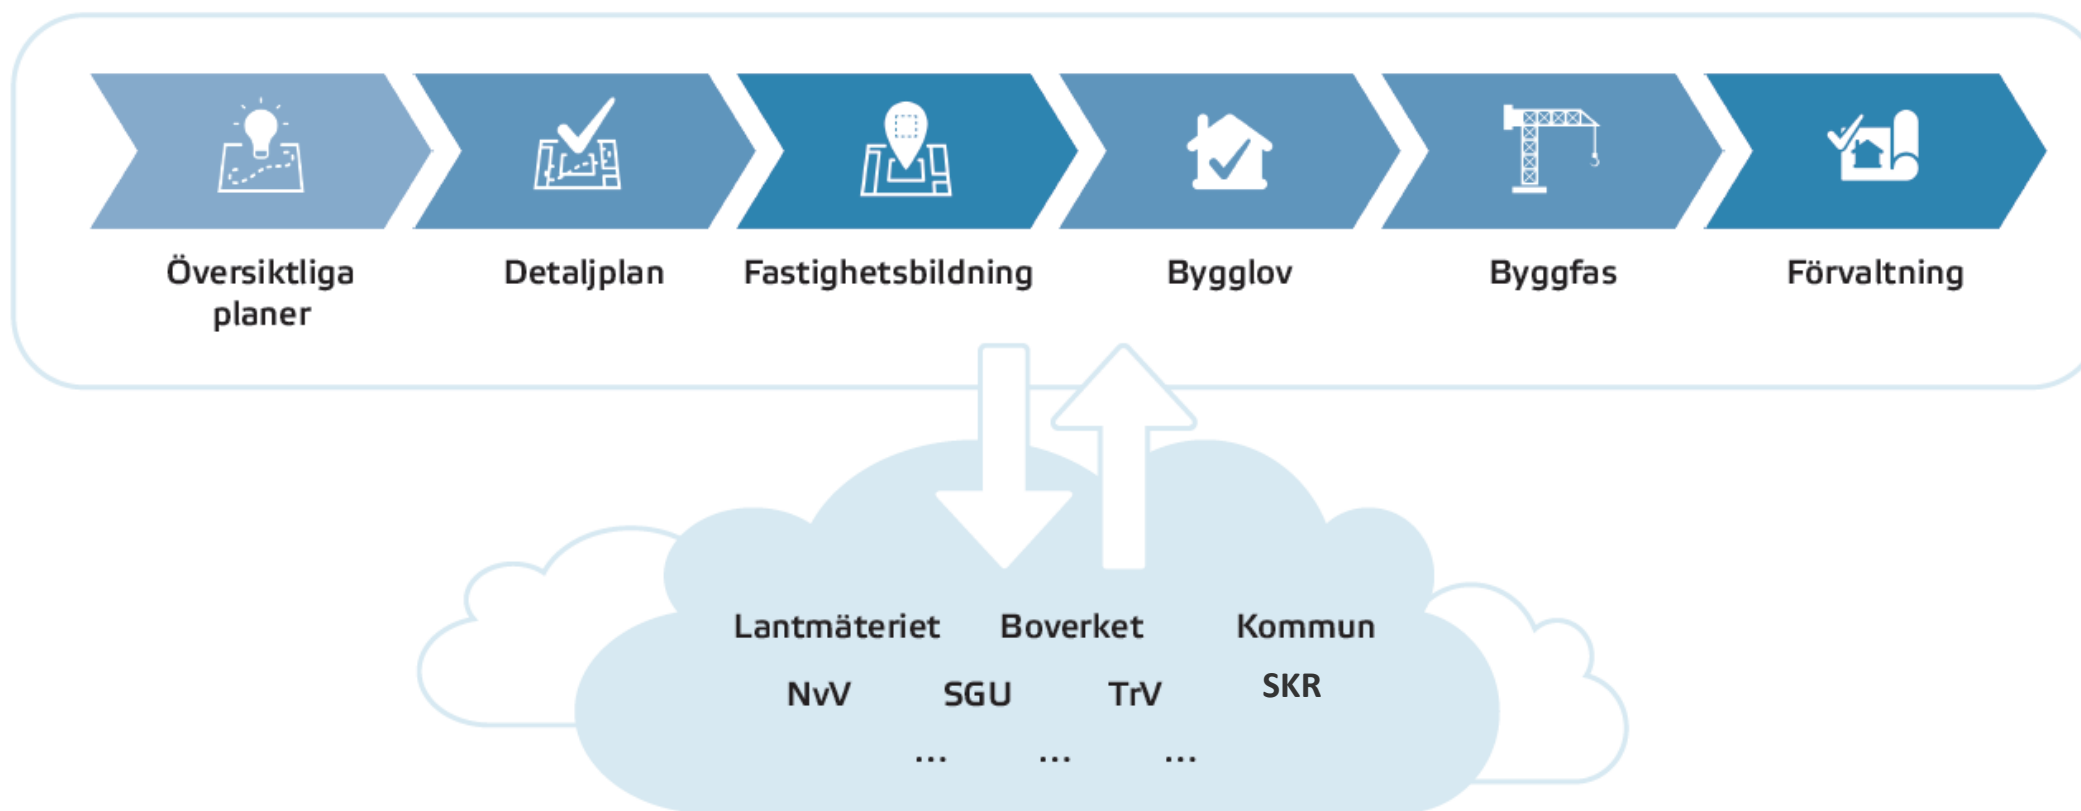 Översiktliga
planer
Detaljplan
Fastighetsbildning
Bygglov
Byggfas
Förvaltning
Lantmäteriet Boverket Kommun
NvV SGU TrV SKR
... ... ...